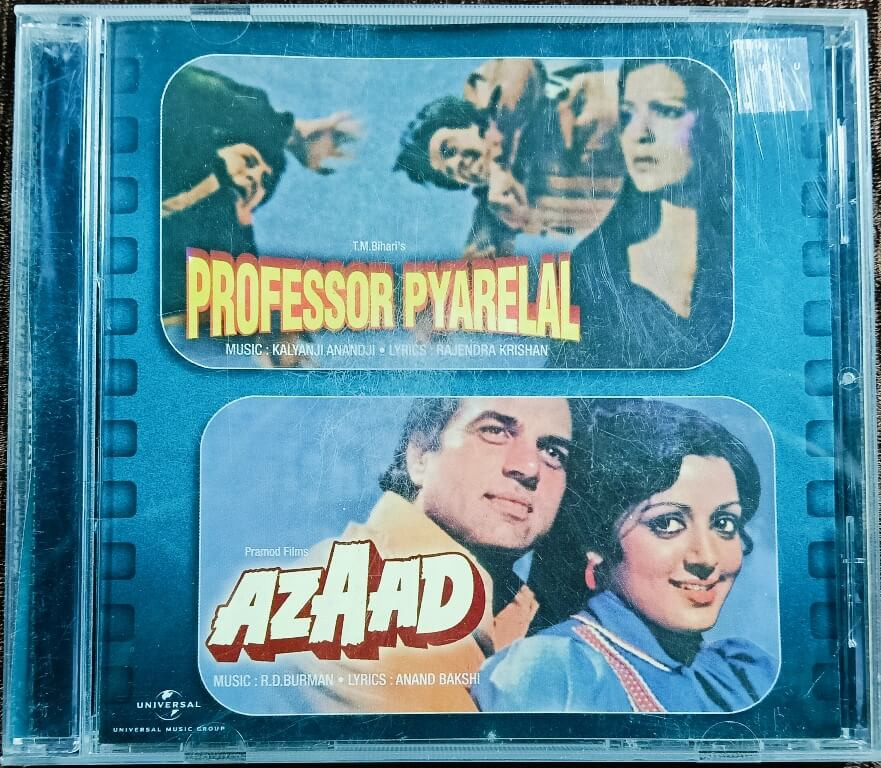 T.M.Bihari's
PROFESSOR PYARELAL
MUSIC : KALYANJI ANANDJI • LYRICS : RAJENDRA KRISHAN
Pramod Films
AZAAD
MUSIC : R.D.BURMAN • LYRICS : ANAND BAKSHI
UNIVERSAL
UNIVERSAL MUSIC GROUP